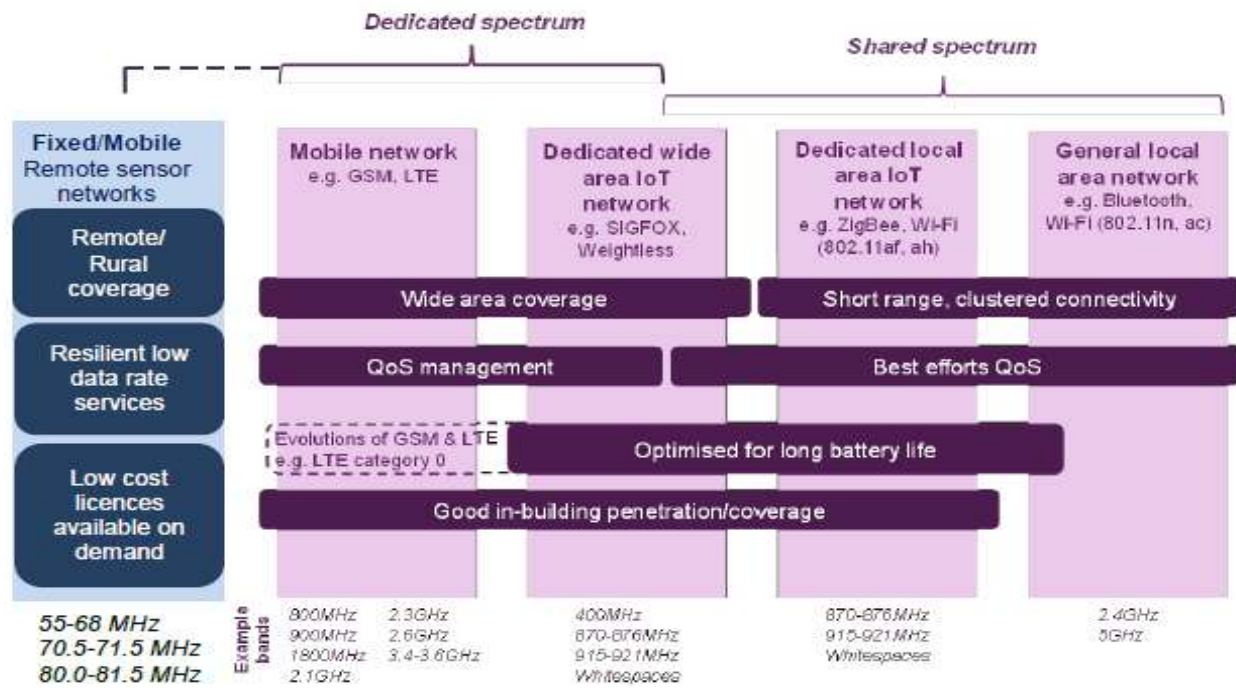 Dedicated spectrum
Shared spectrum
Fixed/Mobile
Remote sensor
networks
Remote/
Rural
coverage
Resilient low
data rate
services
Low cost
licences
available on
demand
55-68 MHz
70.5-71.5 MHz
80.0-81.5 MHz
Mobile network
e.g. GSM, LTE
Dedicated wide
area IoT
network
e.g. SIGFOX,
Weightless
Dedicated local
area IoT
network
e.g. ZigBee, Wi-Fi
(802.11af, ah)
General local
area network
e.g. Bluetooth,
Wi-Fi (802.11n, ac)
Wide area coverage
Short range, clustered connectivity
QoS management
Best efforts QoS
Evolutions of GSM & LTE
e.g. LTE category 0
Optimised for long battery life
Good in-building penetration/coverage
Example
bands
800MHz
900MHz
1800MHz
2.1GHz
2.3GHz
2.6GHz
3.4-3.6GHz
400MHz
870-876MHz
915-921MHz
Whitespaces
870-876MHz
915-921MHz
Whitespaces
2.4GHz
5GHz